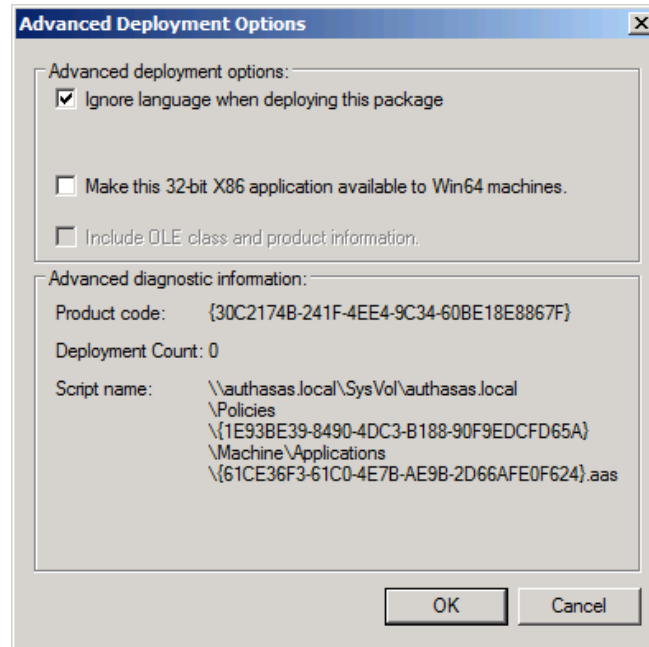 Advanced Deployment Options
Advanced deployment options:
Ignore language when deploying this package
Make this 32-bit X86 application available to Win64 machines.
Include OLE class and product information.
Advanced diagnostic information:
Product code: {30C2174B-241F-4EE4-9C34-60BE18E8867F}
Deployment Count: 0
Script name: \\authasas.local\SysVol\authasas.local
\Policies
\{1E93BE39-8490-4DC3-B188-90F9EDCFD65A}
\Machine\Applications
\{61CE36F3-61C0-4E7B-AE9B-2D66AFE0F624}.aas
OK Cancel